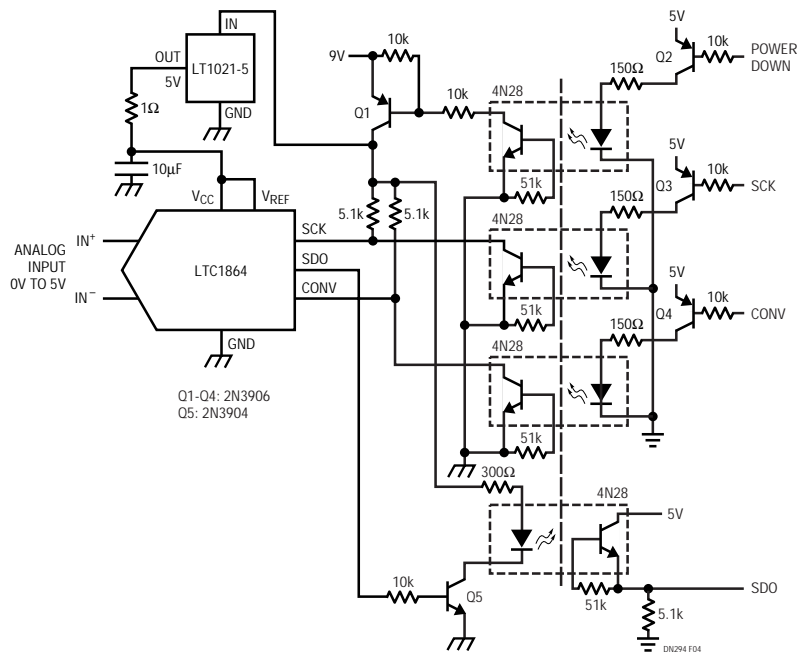 IN
LT1021-5
OUT
5V
GND
1Ω
10µF
VCC
VREF
ANALOG
INPUT
0V TO 5V
IN+
IN−
LTC1864
SCK
SDO
CONV
GND
Q1-Q4: 2N3906
Q5: 2N3904
9V
10k
Q1
10k
5.1k
5.1k
4N28
51k
4N28
51k
4N28
51k
300Ω
10k
Q5
5V
Q2
10k
POWER
DOWN
150Ω
5V
Q3
10k
SCK
150Ω
5V
Q4
10k
CONV
150Ω
4N28
5V
51k
SDO
5.1k
DN294 F04